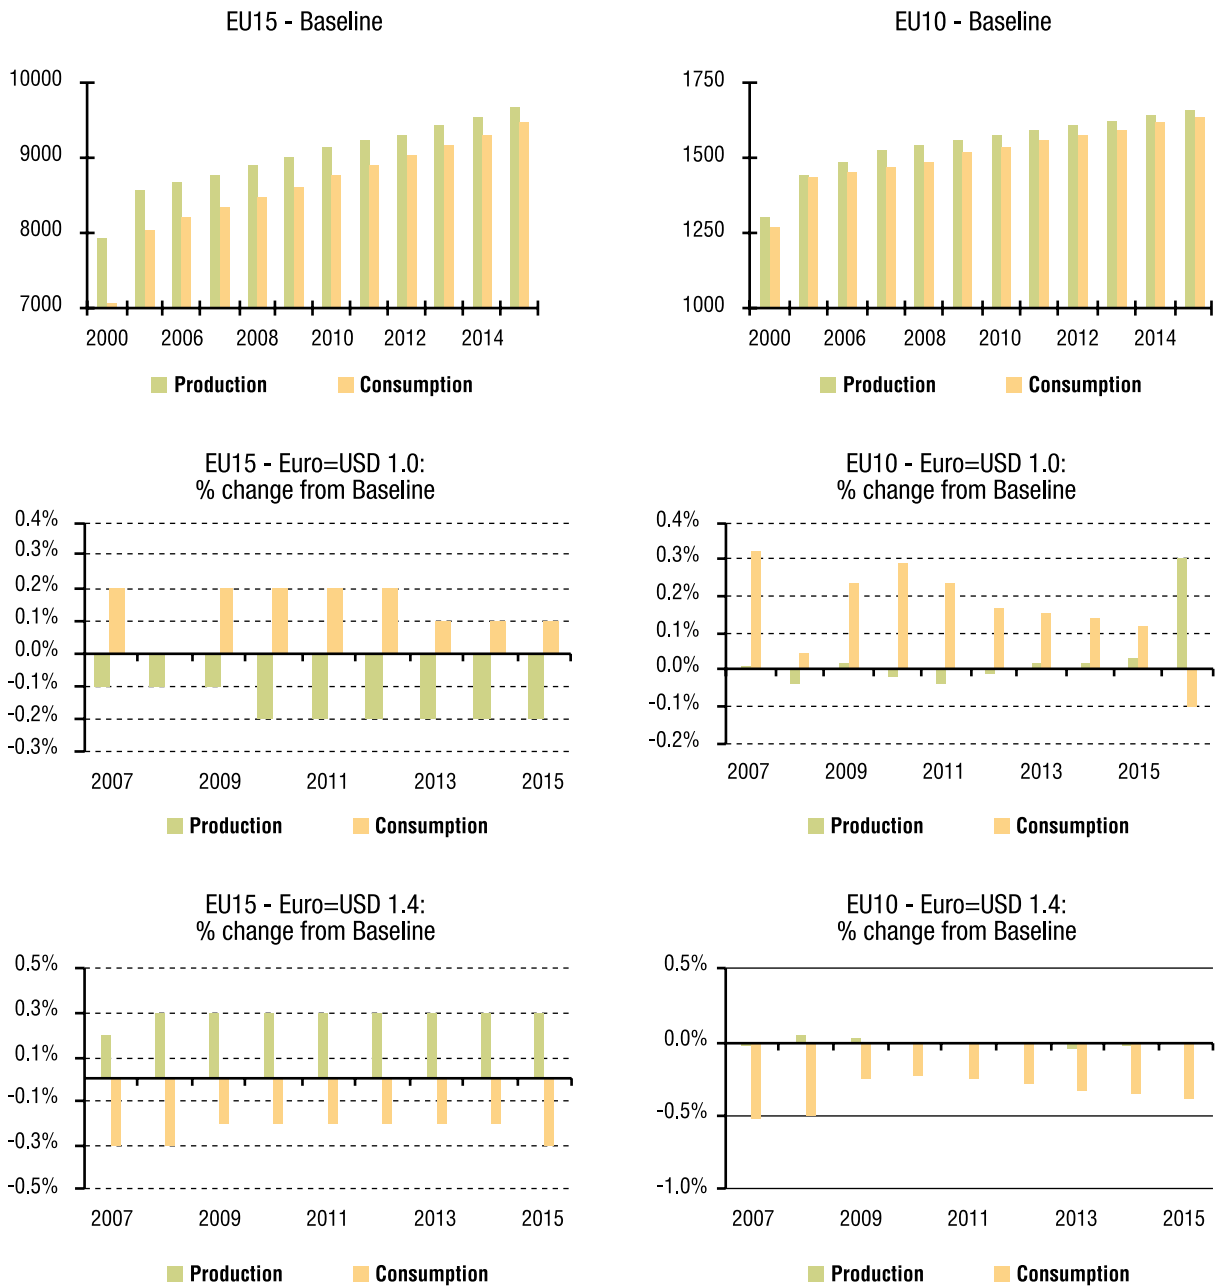 EU15 - Baseline
10000
9000
8000
7000
2000 2006 2008 2010 2012 2014
Production Consumption
EU10 - Baseline
1750
1500
1250
1000
2000 2006 2008 2010 2012 2014
Production Consumption
EU15 - Euro=USD 1.0:
% change from Baseline
0.4%
0.3%
0.2%
0.1%
0.0%
-0.1%
-0.2%
-0.3%
2007 2009 2011 2013 2015
Production Consumption
EU10 - Euro=USD 1.0:
% change from Baseline
0.4%
0.3%
0.2%
0.1%
0.0%
-0.1%
-0.2%
2007 2009 2011 2013 2015
Production Consumption
EU15 - Euro=USD 1.4:
% change from Baseline
0.5%
0.3%
0.1%
-0.1%
-0.3%
-0.5%
2007 2009 2011 2013 2015
Production Consumption
EU10 - Euro=USD 1.4:
% change from Baseline
0.5%
0.0%
-0.5%
-1.0%
2007 2009 2011 2013 2015
Production Consumption